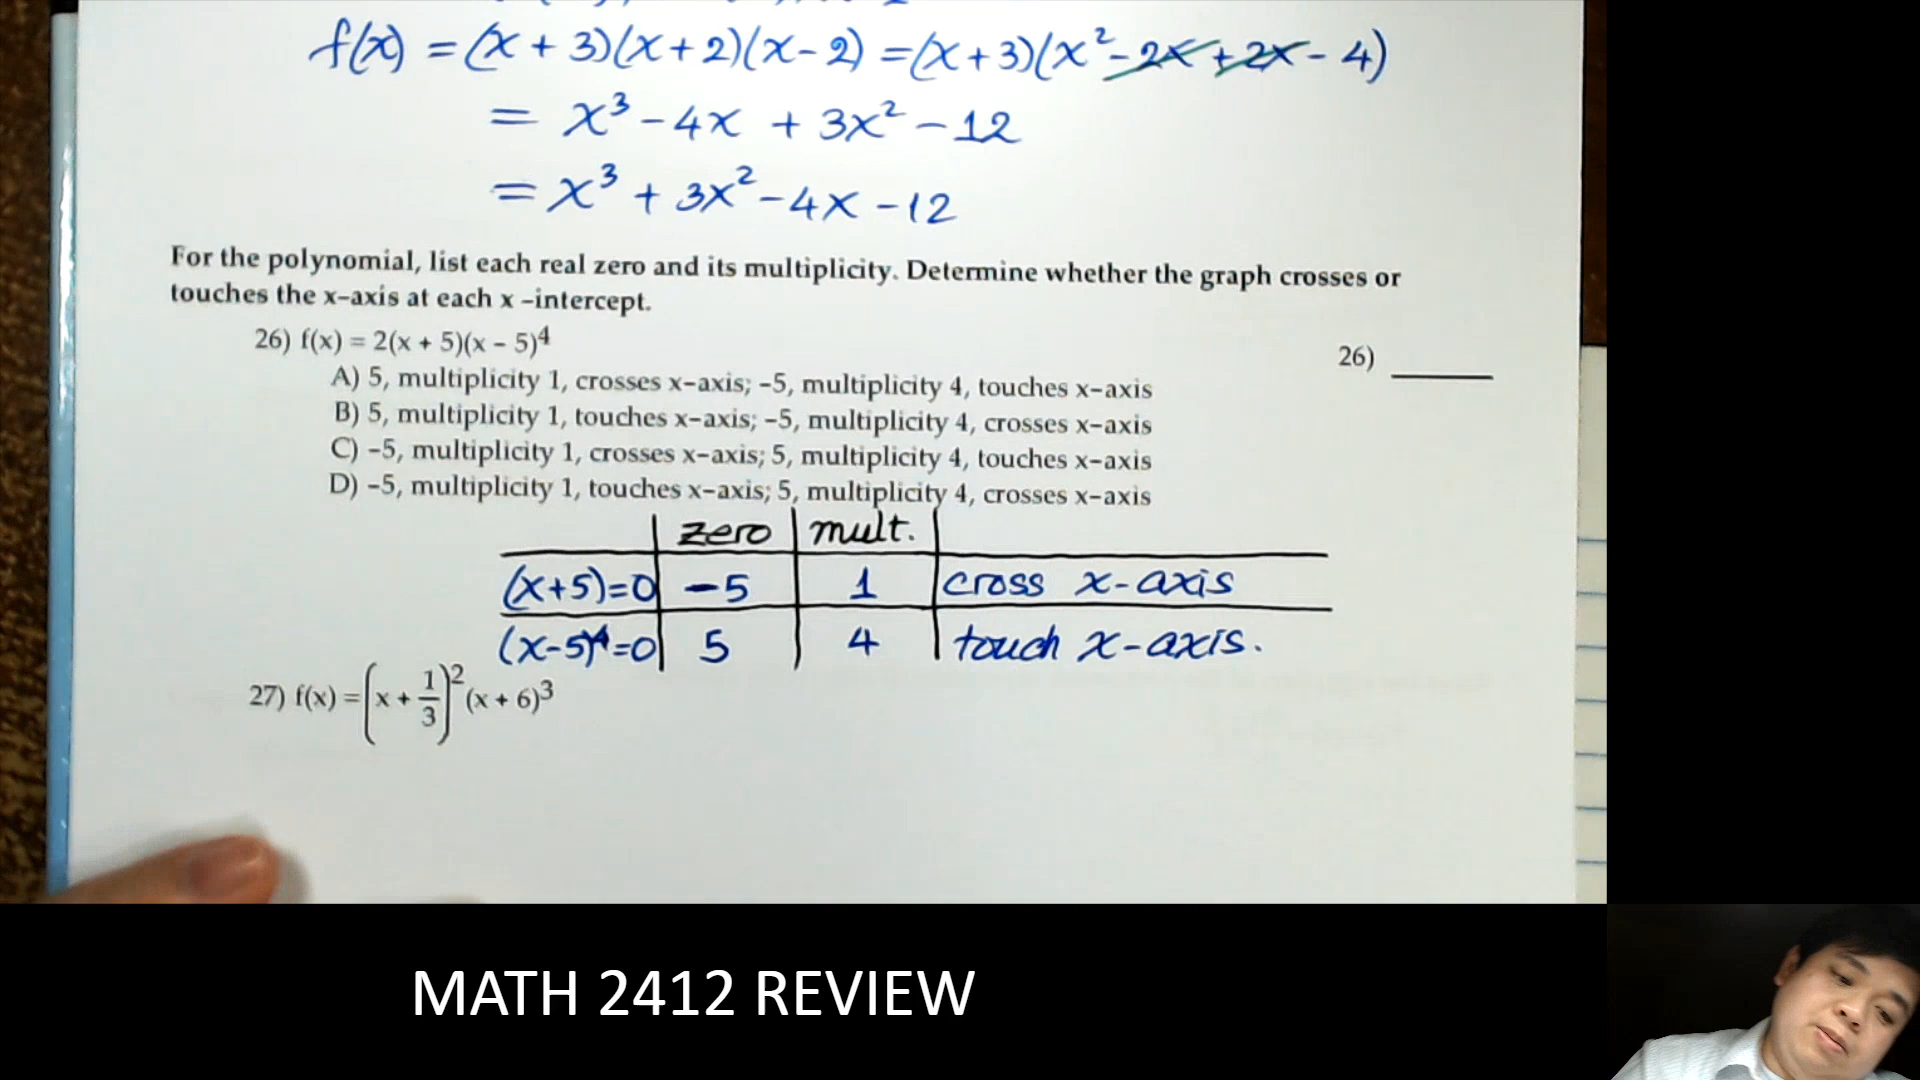 f(x) = (x + 3)(x + 2)(x - 2) = (x + 3)(x² - 2x + 2x - 4)
= x³ - 4x + 3x² - 12
= x³ + 3x² - 4x - 12
For the polynomial, list each real zero and its multiplicity. Determine whether the graph crosses or
touches the x-axis at each x -intercept.
26) f(x) = 2(x + 5)(x - 5)⁴
26) ______
A) 5, multiplicity 1, crosses x-axis; -5, multiplicity 4, touches x-axis
B) 5, multiplicity 1, touches x-axis; -5, multiplicity 4, crosses x-axis
C) -5, multiplicity 1, crosses x-axis; 5, multiplicity 4, touches x-axis
D) -5, multiplicity 1, touches x-axis; 5, multiplicity 4, crosses x-axis
zero mult.
(x+5)=0 -5 1 cross x-axis
(x-5)⁴=0 5 4 touch x-axis.
27) f(x) = (x + 1/3)² (x + 6)³
MATH 2412 REVIEW